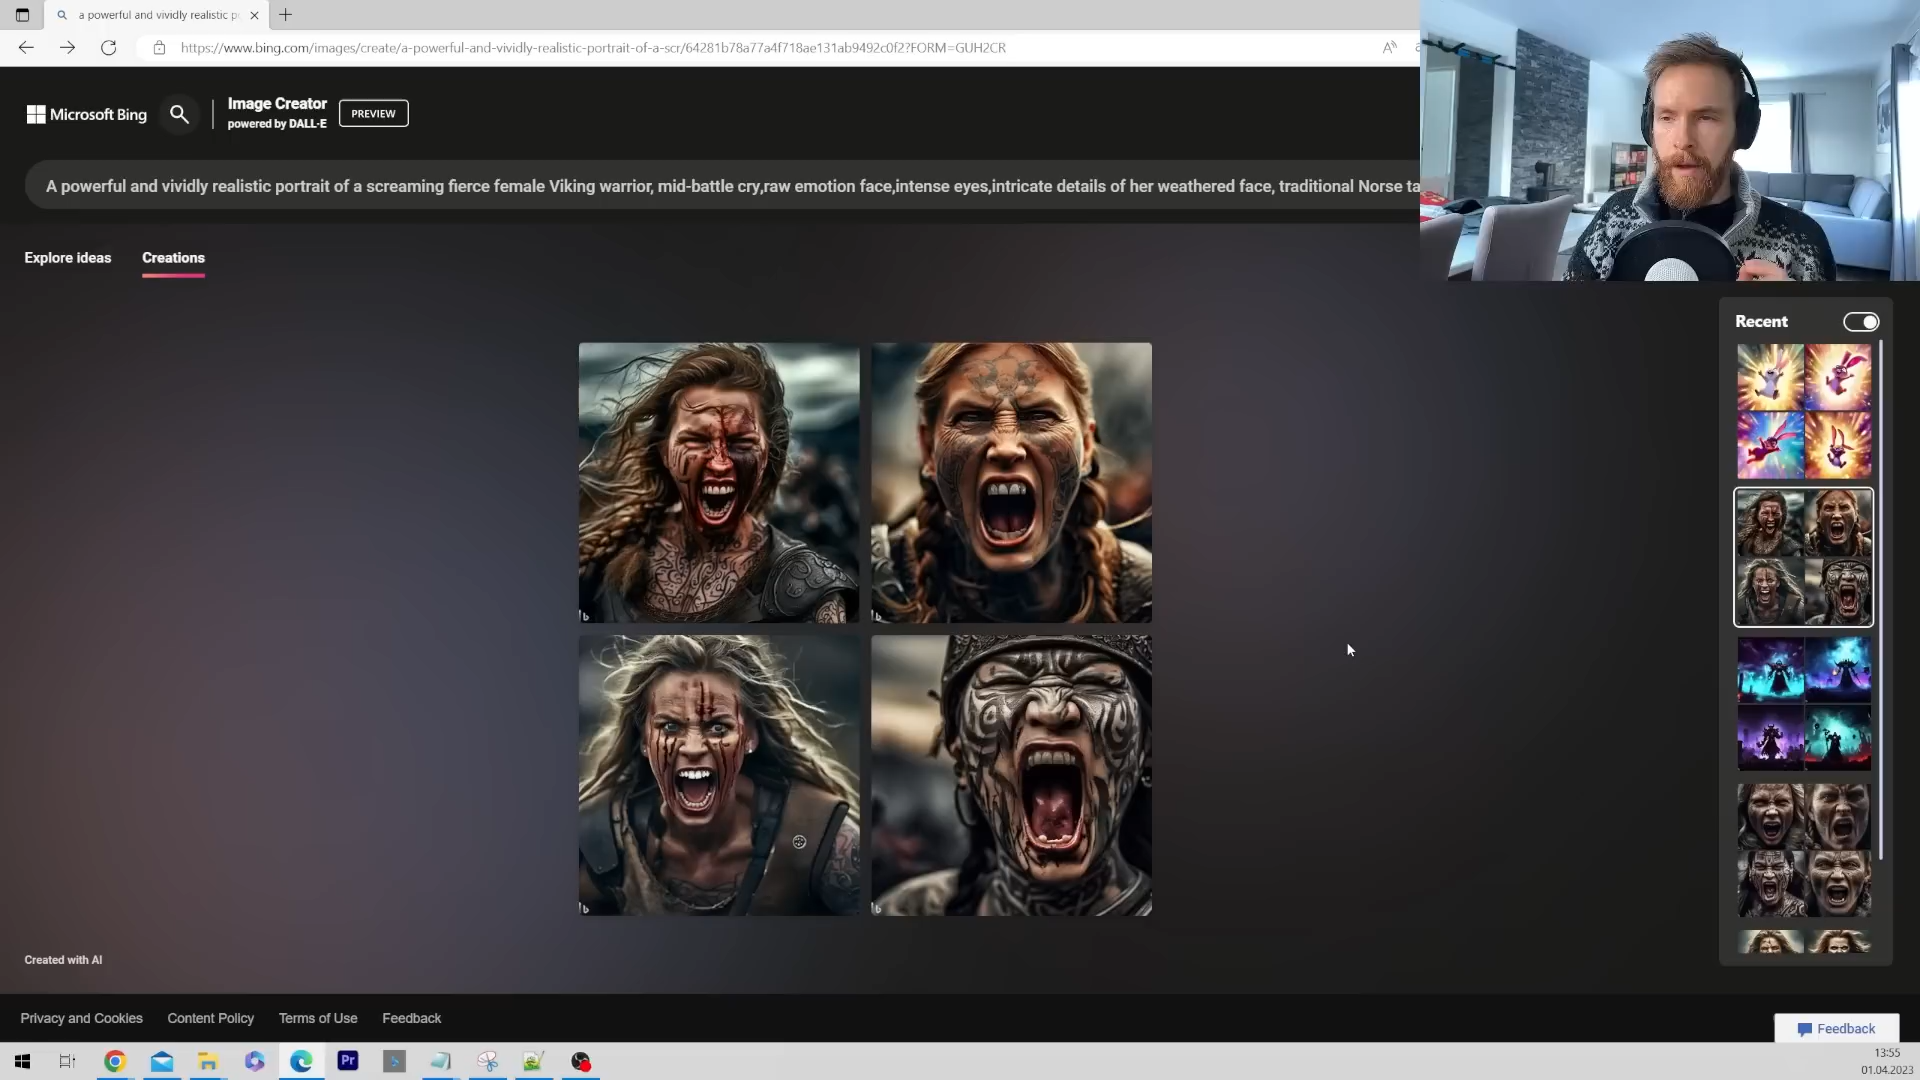 a powerful and vividly realistic p
https://www.bing.com/images/create/a-powerful-and-vividly-realistic-portrait-of-a-scr/64281b78a77a4f718ae131ab9492c0f2?FORM=GUH2CR
Microsoft Bing
Image Creator
powered by DALL·E
PREVIEW
A powerful and vividly realistic portrait of a screaming fierce female Viking warrior, mid-battle cry,raw emotion face,intense eyes,intricate details of her weathered face, traditional Norse ta
Explore ideas
Creations
Recent
Created with AI
Privacy and Cookies
Content Policy
Terms of Use
Feedback
Feedback
Pr
13:55
01.04.2023